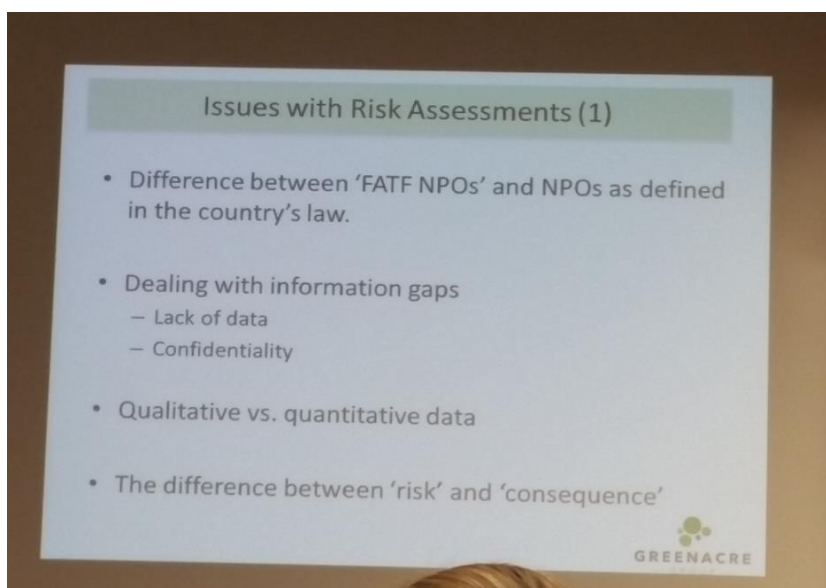 Issues with Risk Assessments (1)
• Difference between ‘FATF NPOs’ and NPOs as defined
in the country’s law.
• Dealing with information gaps
– Lack of data
– Confidentiality
• Qualitative vs. quantitative data
• The difference between ‘risk’ and ‘consequence’
GREENACRE